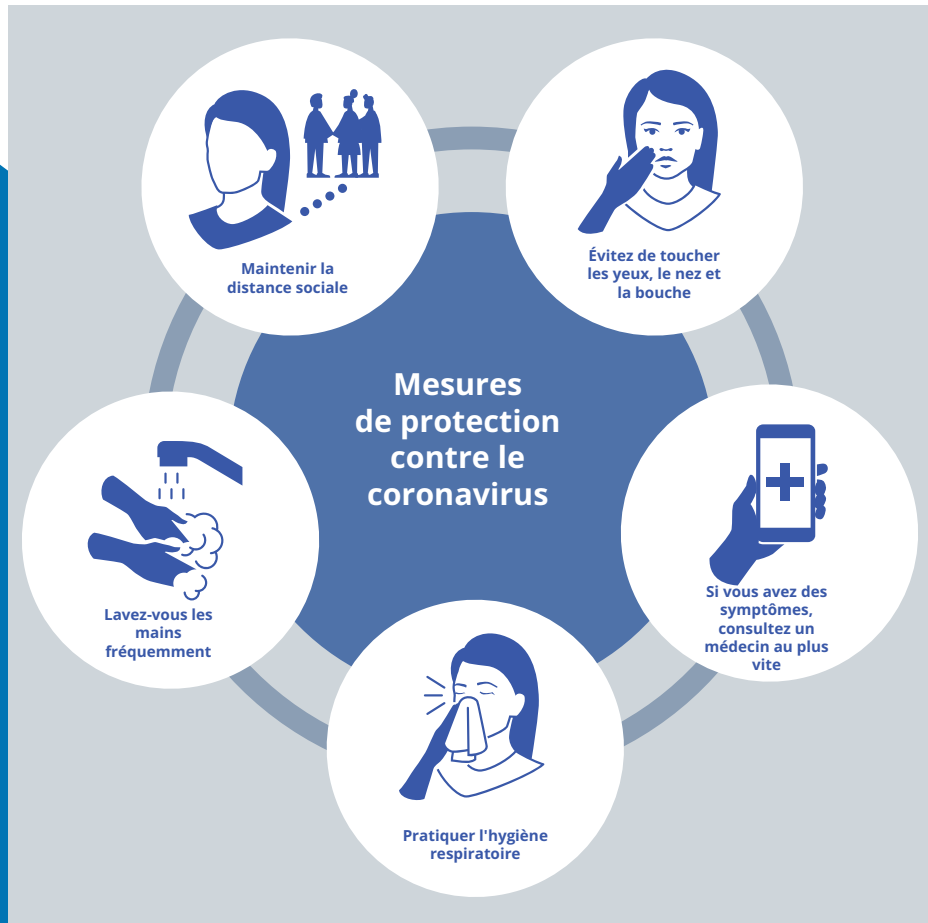 Maintenir la
distance sociale
Évitez de toucher
les yeux, le nez et
la bouche
Mesures
de protection
contre le
coronavirus
Lavez-vous les
mains
fréquemment
Si vous avez des
symptômes,
consultez un
médecin au plus
vite
Pratiquer l'hygiène
respiratoire